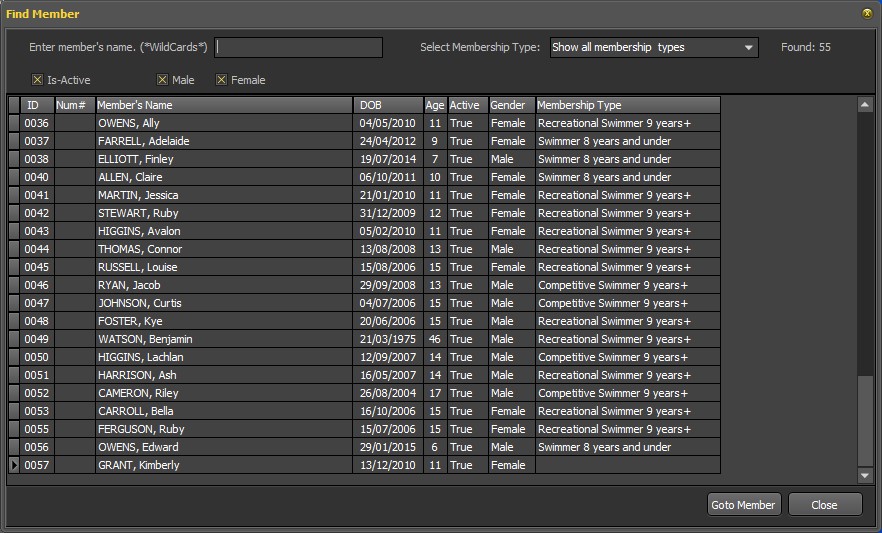 Find Member
Enter member's name. (*WildCards*) Select Membership Type: Show all membership types Found: 55
Is-Active Male Female
ID Num# Member's Name DOB Age Active Gender Membership Type
0036 OWENS, Ally 04/05/2010 11 True Female Recreational Swimmer 9 years+
0037 FARRELL, Adelaide 24/04/2012 9 True Female Swimmer 8 years and under
0038 ELLIOTT, Finley 19/07/2014 7 True Male Swimmer 8 years and under
0040 ALLEN, Claire 06/10/2011 10 True Female Swimmer 8 years and under
0041 MARTIN, Jessica 21/01/2010 11 True Female Recreational Swimmer 9 years+
0042 STEWART, Ruby 31/12/2009 12 True Female Recreational Swimmer 9 years+
0043 HIGGINS, Avalon 05/02/2010 11 True Female Recreational Swimmer 9 years+
0044 THOMAS, Connor 13/08/2008 13 True Male Recreational Swimmer 9 years+
0045 RUSSELL, Louise 15/08/2006 15 True Female Recreational Swimmer 9 years+
0046 RYAN, Jacob 29/09/2008 13 True Male Competitive Swimmer 9 years+
0047 JOHNSON, Curtis 04/07/2006 15 True Male Competitive Swimmer 9 years+
0048 FOSTER, Kye 20/06/2006 15 True Male Recreational Swimmer 9 years+
0049 WATSON, Benjamin 21/03/1975 46 True Male Recreational Swimmer 9 years+
0050 HIGGINS, Lachlan 12/09/2007 14 True Male Competitive Swimmer 9 years+
0051 HARRISON, Ash 16/05/2007 14 True Male Recreational Swimmer 9 years+
0052 CAMERON, Riley 26/08/2004 17 True Male Competitive Swimmer 9 years+
0053 CARROLL, Bella 16/10/2006 15 True Female Recreational Swimmer 9 years+
0055 FERGUSON, Ruby 15/07/2006 15 True Female Recreational Swimmer 9 years+
0056 OWENS, Edward 29/01/2015 6 True Male Swimmer 8 years and under
0057 GRANT, Kimberly 13/12/2010 11 True Female
Goto Member Close